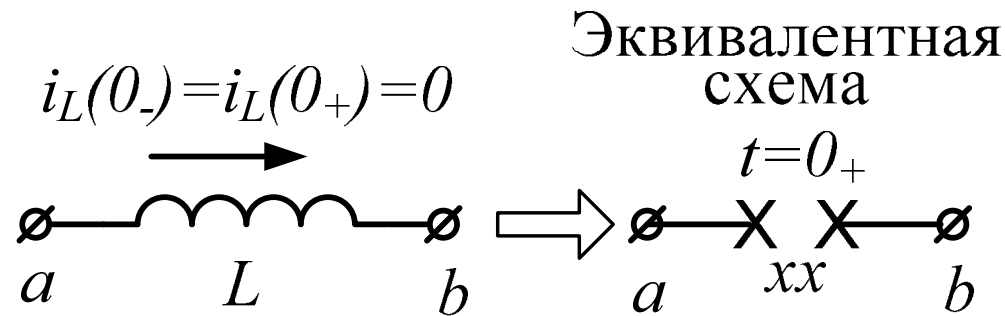 Эквивалентная
схема
i_L(0_-)=i_L(0_+)=0
t=0_+
a L b a xx b